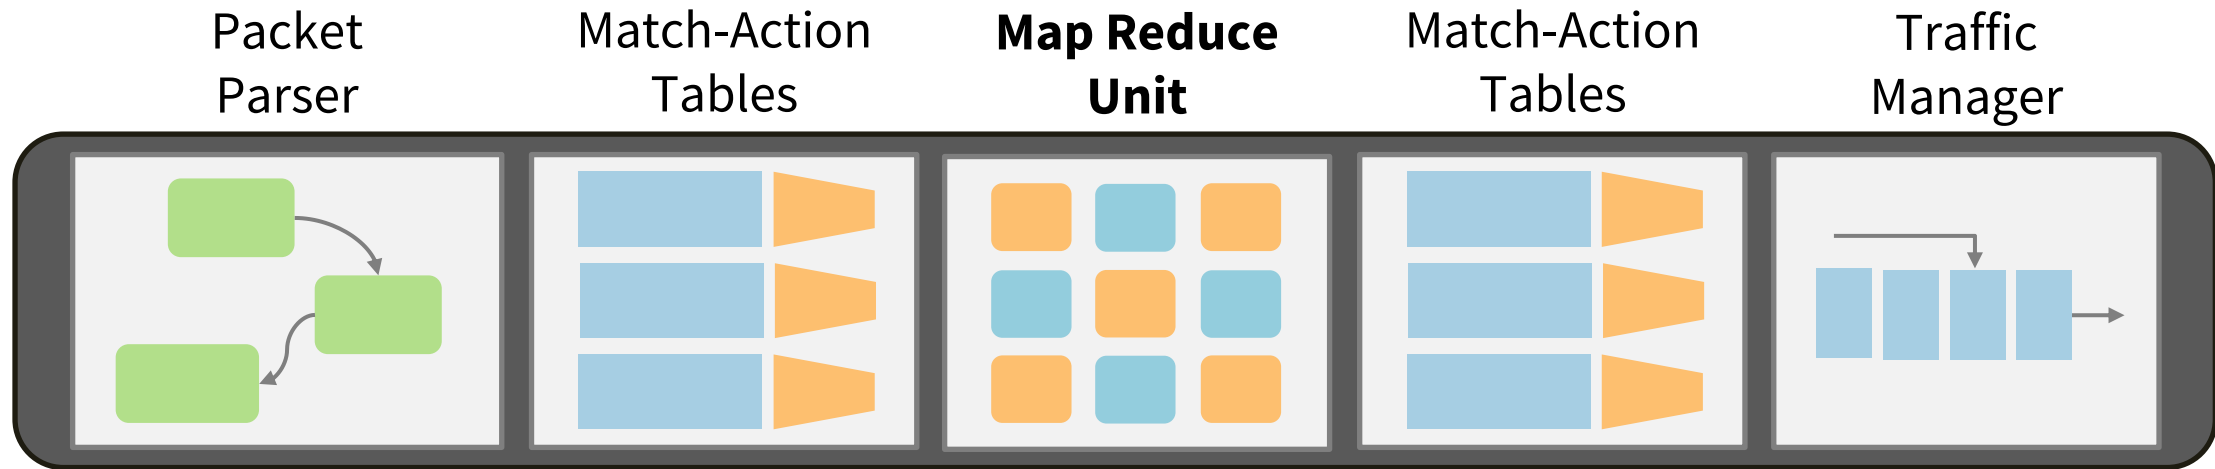 Packet
Parser
Match-Action
Tables
Map Reduce
Unit
Match-Action
Tables
Traffic
Manager